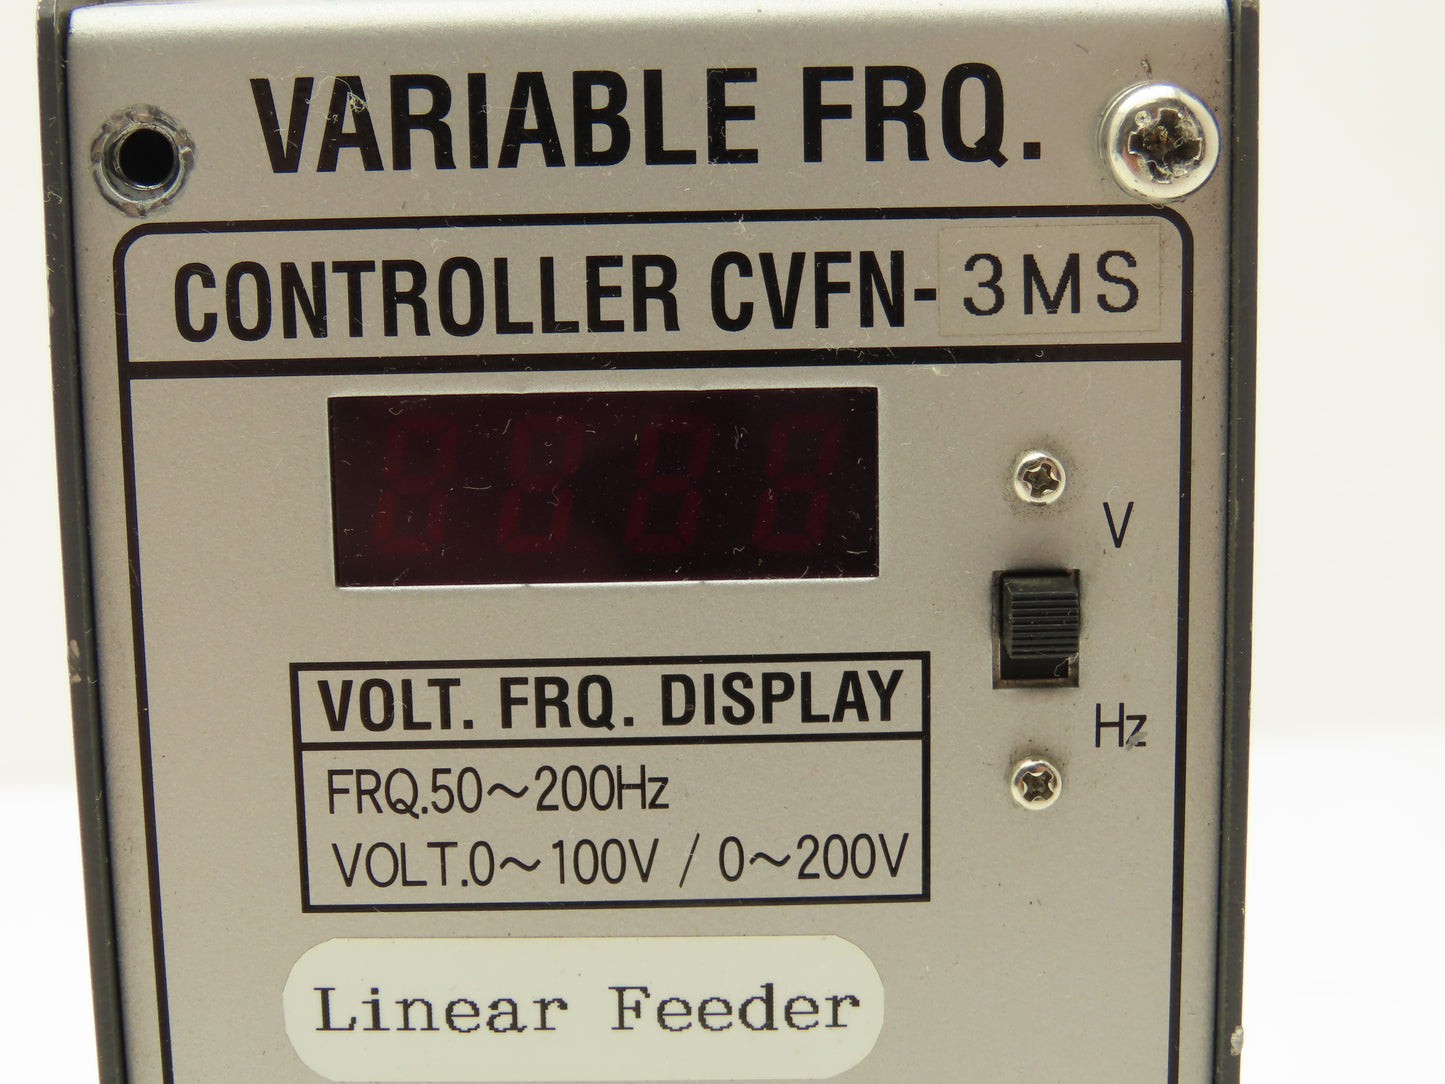 VARIABLE FRQ.
CONTROLLER CVFN-3MS
V
Hz
VOLT. FRQ. DISPLAY
FRQ.50～200Hz
VOLT.0～100V / 0～200V
Linear Feeder